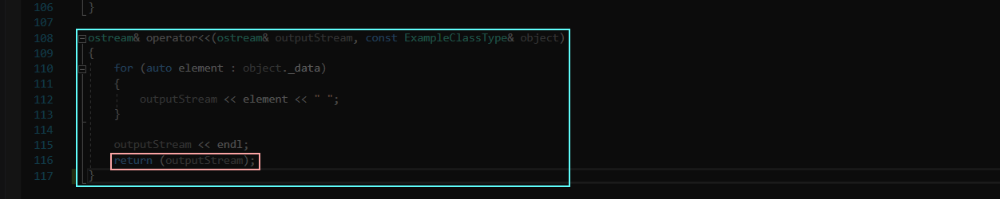 106 }
107
108 ostream& operator<<(ostream& outputStream, const ExampleClassType& object)
109 {
110 for (auto element : object._data)
111 {
112 outputStream << element << " ";
113 }
114
115 outputStream << endl;
116 return (outputStream);
117 }